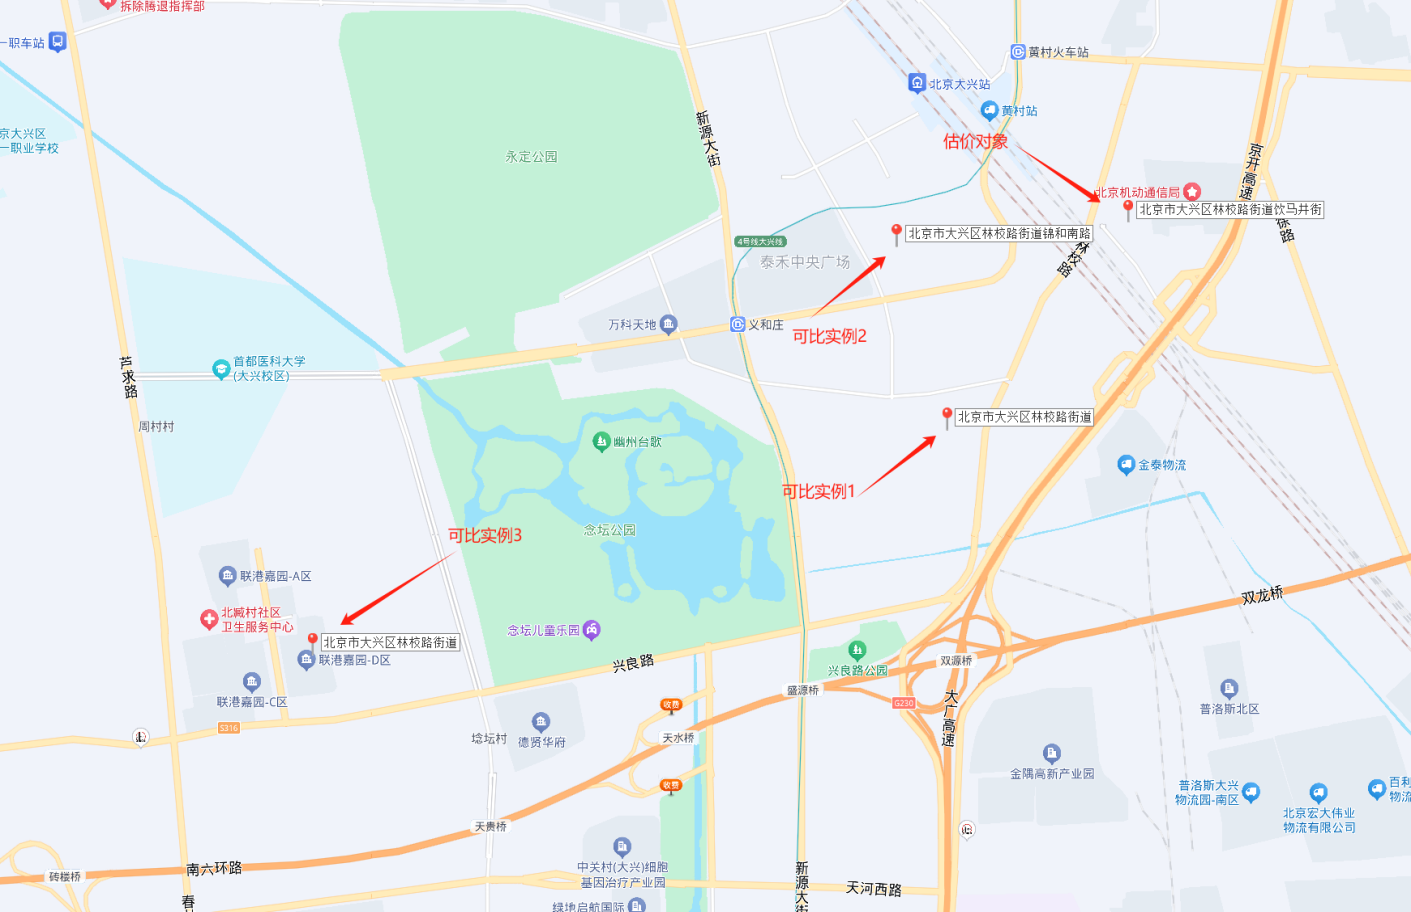 拆除腾退指挥部
一职车站
黄村火车站
北京大兴站
黄村站
新源大街
京大兴区
一职业学校
永定公园
估价对象
京开高速
北京机动通信局
北京市大兴区林校路街道饮马井街
北京市大兴区林校路街道锦和南路
4号线大兴线
泰禾中央广场
林校路
万科天地
义和庄
可比实例2
芦求路
首都医科大学
(大兴校区)
周村村
北京市大兴区林校路街道
幽州台歌
金泰物流
可比实例1
念坛公园
可比实例3
联港嘉园-A区
北臧村社区
卫生服务中心
双龙桥
念坛儿童乐园
北京市大兴区林校路街道
联港嘉园-D区
兴良路
兴良路公园
双源桥
联港嘉园-C区
盛源桥
G230
大广高速
普洛斯北区
收费
S316
埝坛村
德贤华府
天水桥
金隅高新产业园
收费
普洛斯大兴
物流园-南区
百利
物流
北京宏大伟业
物流有限公司
天贵桥
中关村(大兴)细胞
基因治疗产业园
南六环路
砖楼桥
新源大街
天河西路
春
绿地启航国际